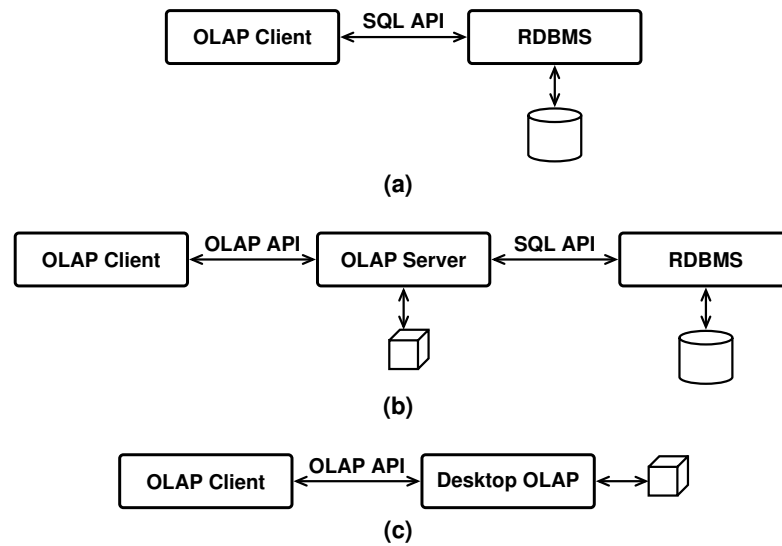 SQL API
OLAP Client
RDBMS
(a)
OLAP API
SQL API
OLAP Client
OLAP Server
RDBMS
(b)
OLAP API
OLAP Client
Desktop OLAP
(c)